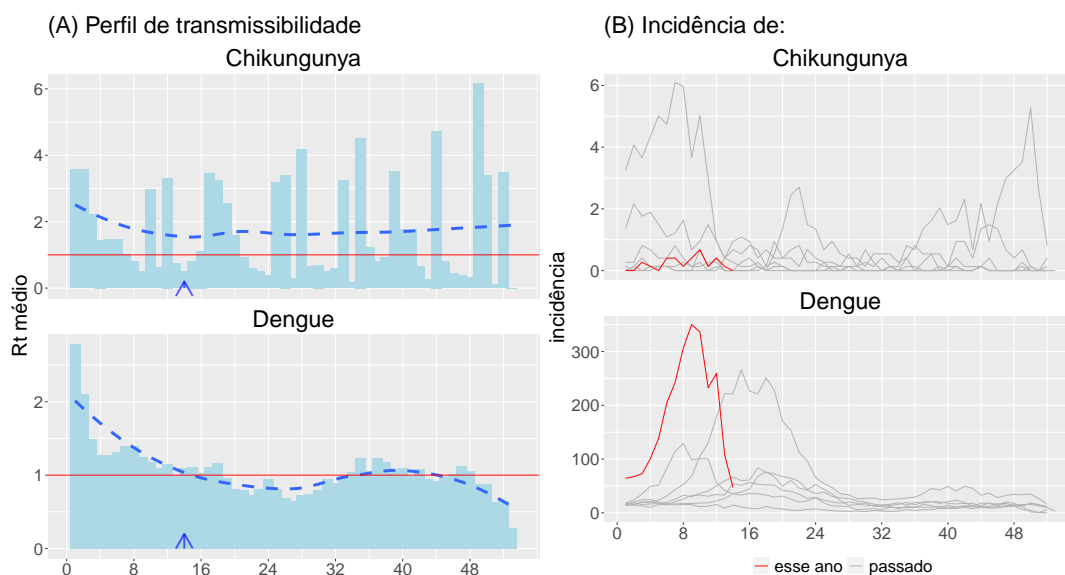 (A) Perfil de transmissibilidade
Chikungunya
6
4
2
0
Dengue
2
1
0
0
8
16
24
32
40
48
Rt médio
(B) Incidência de:
Chikungunya
6
4
2
0
Dengue
300
200
100
0
0
8
16
24
32
40
48
incidência
esse ano
passado